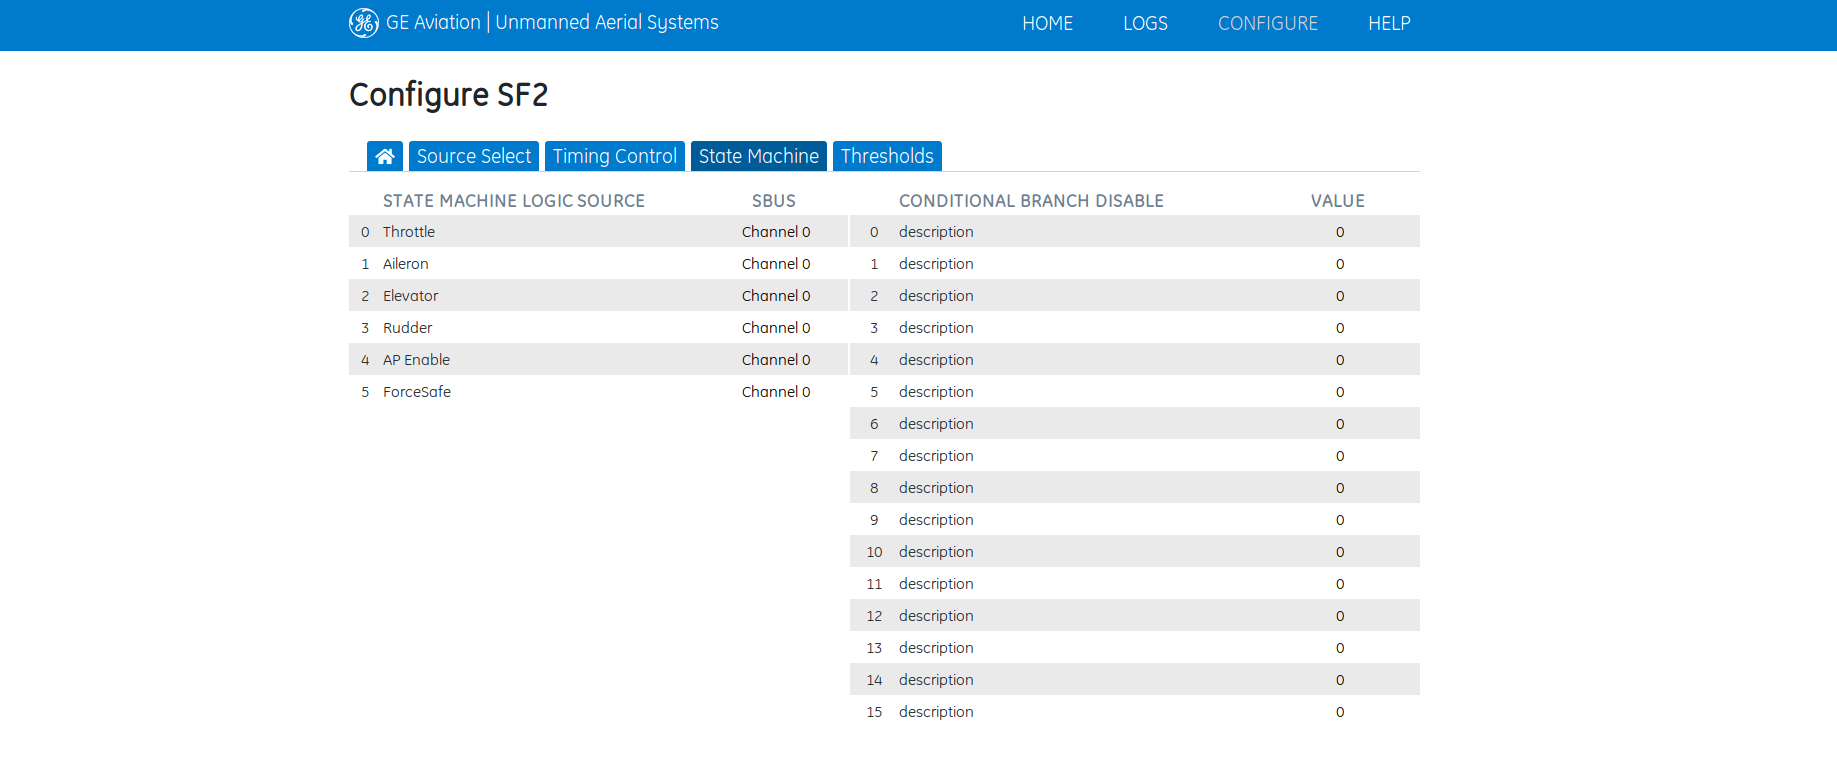 GE Aviation | Unmanned Aerial Systems HOME LOGS CONFIGURE HELP
Configure SF2
Source Select Timing Control State Machine Thresholds
STATE MACHINE LOGIC SOURCE SBUS
0 Throttle Channel 0
1 Aileron Channel 0
2 Elevator Channel 0
3 Rudder Channel 0
4 AP Enable Channel 0
5 ForceSafe Channel 0
CONDITIONAL BRANCH DISABLE VALUE
0 description 0
1 description 0
2 description 0
3 description 0
4 description 0
5 description 0
6 description 0
7 description 0
8 description 0
9 description 0
10 description 0
11 description 0
12 description 0
13 description 0
14 description 0
15 description 0